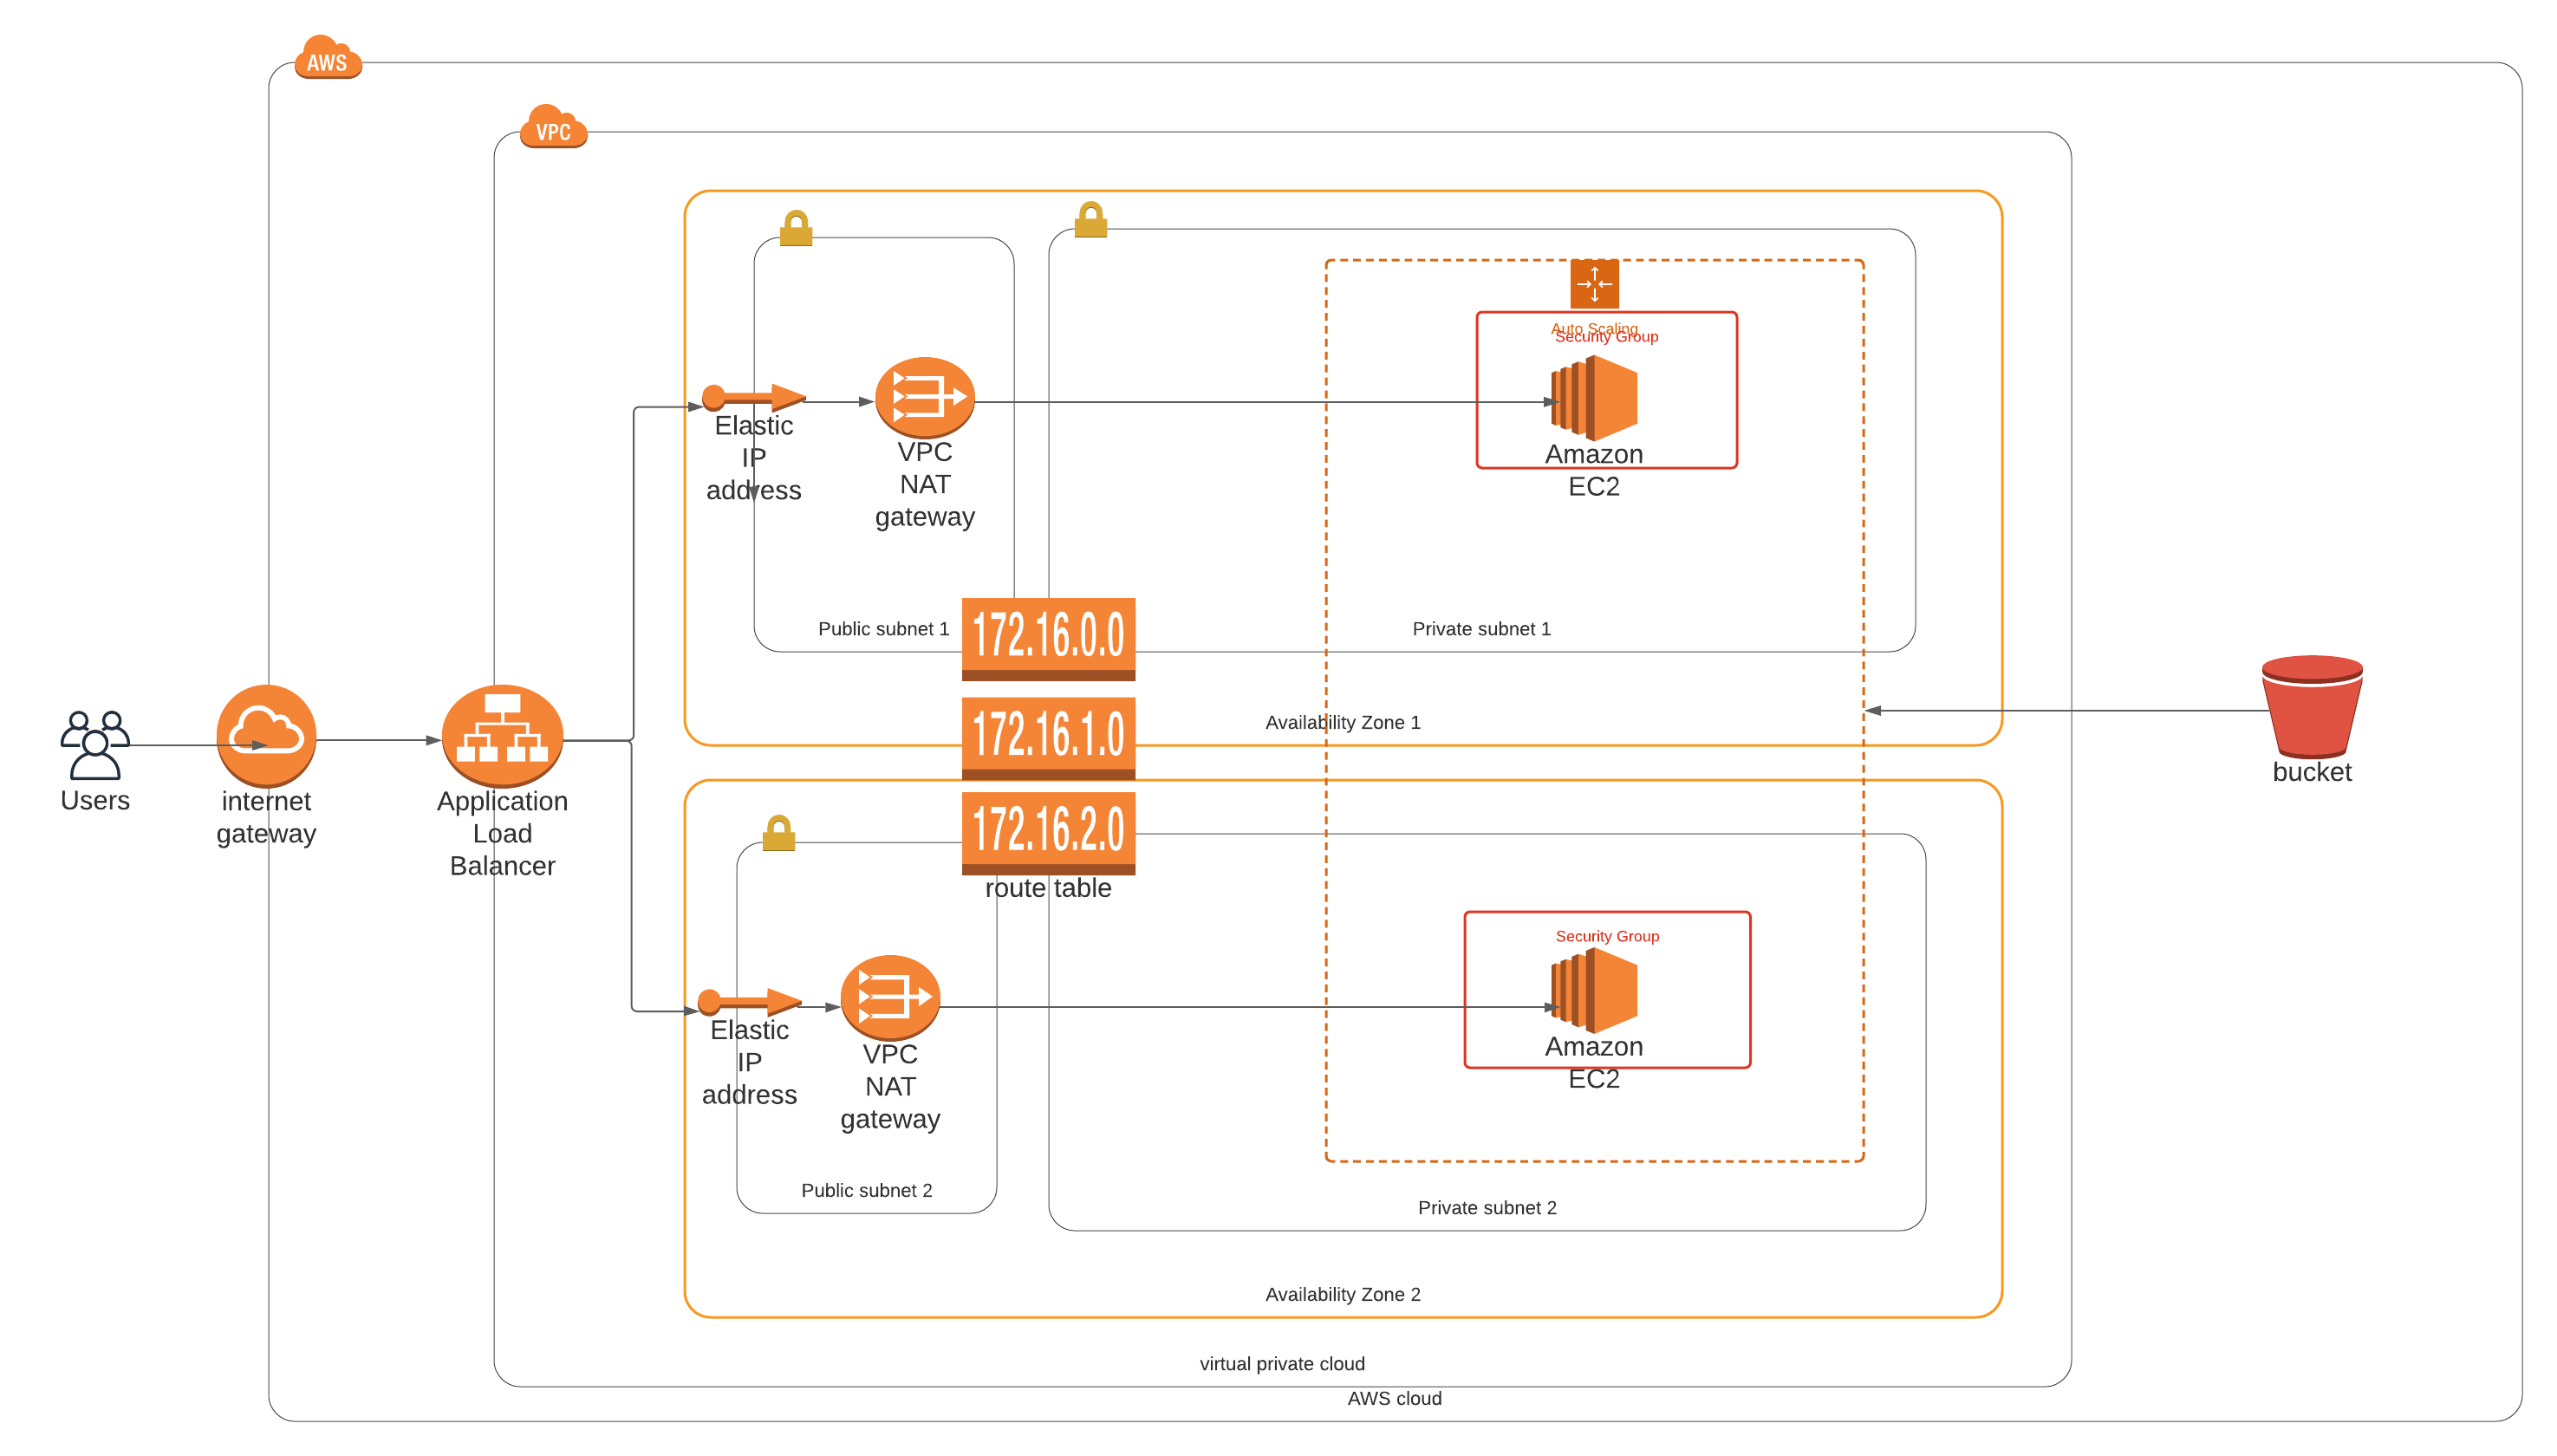 AWS
VPC
Auto Scaling
Security Group
Elastic
IP
address
VPC
NAT
gateway
Amazon
EC2
Public subnet 1
172.16.0.0
Private subnet 1
172.16.1.0
Availability Zone 1
Users
internet
gateway
Application
Load
Balancer
bucket
172.16.2.0
route table
Security Group
Elastic
IP
address
VPC
NAT
gateway
Amazon
EC2
Public subnet 2
Private subnet 2
Availability Zone 2
virtual private cloud
AWS cloud